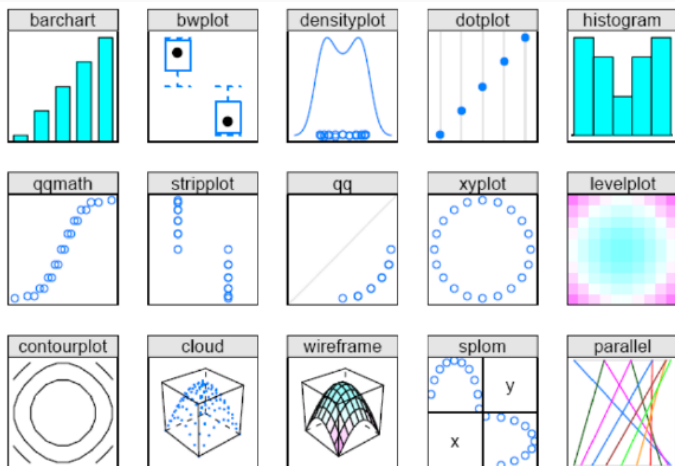 barchart
bwplot
densityplot
dotplot
histogram
qqmath
stripplot
qq
xyplot
levelplot
contourplot
cloud
wireframe
splom
parallel
y
x